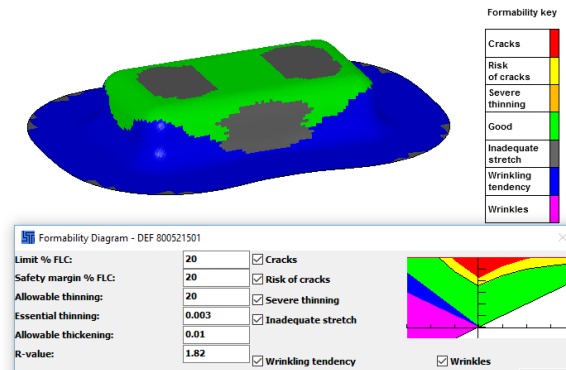 Formability key
Cracks
Risk
of cracks
Severe
thinning
Good
Inadequate
stretch
Wrinkling
tendency
Wrinkles
Formability Diagram - DEF 800521501
Limit % FLC: 20 Cracks
Safety margin % FLC: 20 Risk of cracks
Allowable thinning: 20 Severe thinning
Essential thinning: 0.003 Inadequate stretch
Allowable thickening: 0.01
R-value: 1.82 Wrinkling tendency Wrinkles